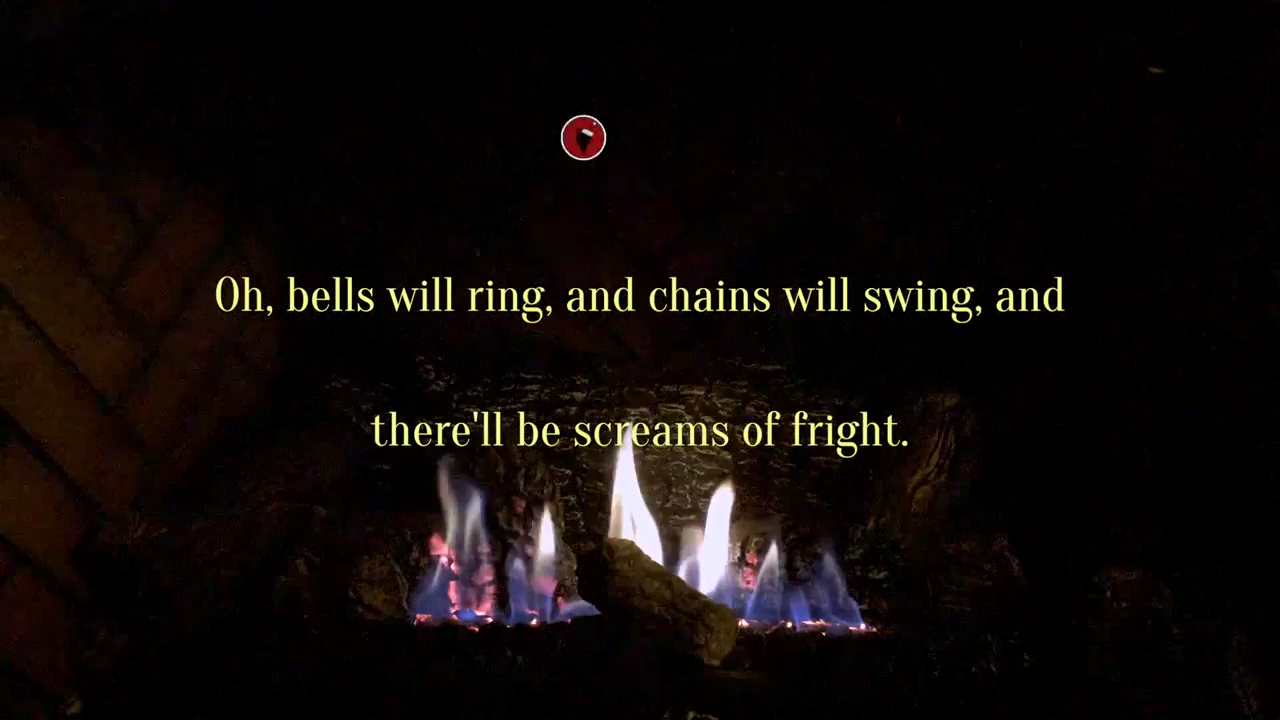 Oh, bells will ring, and chains will swing, and
there'll be screams of fright.